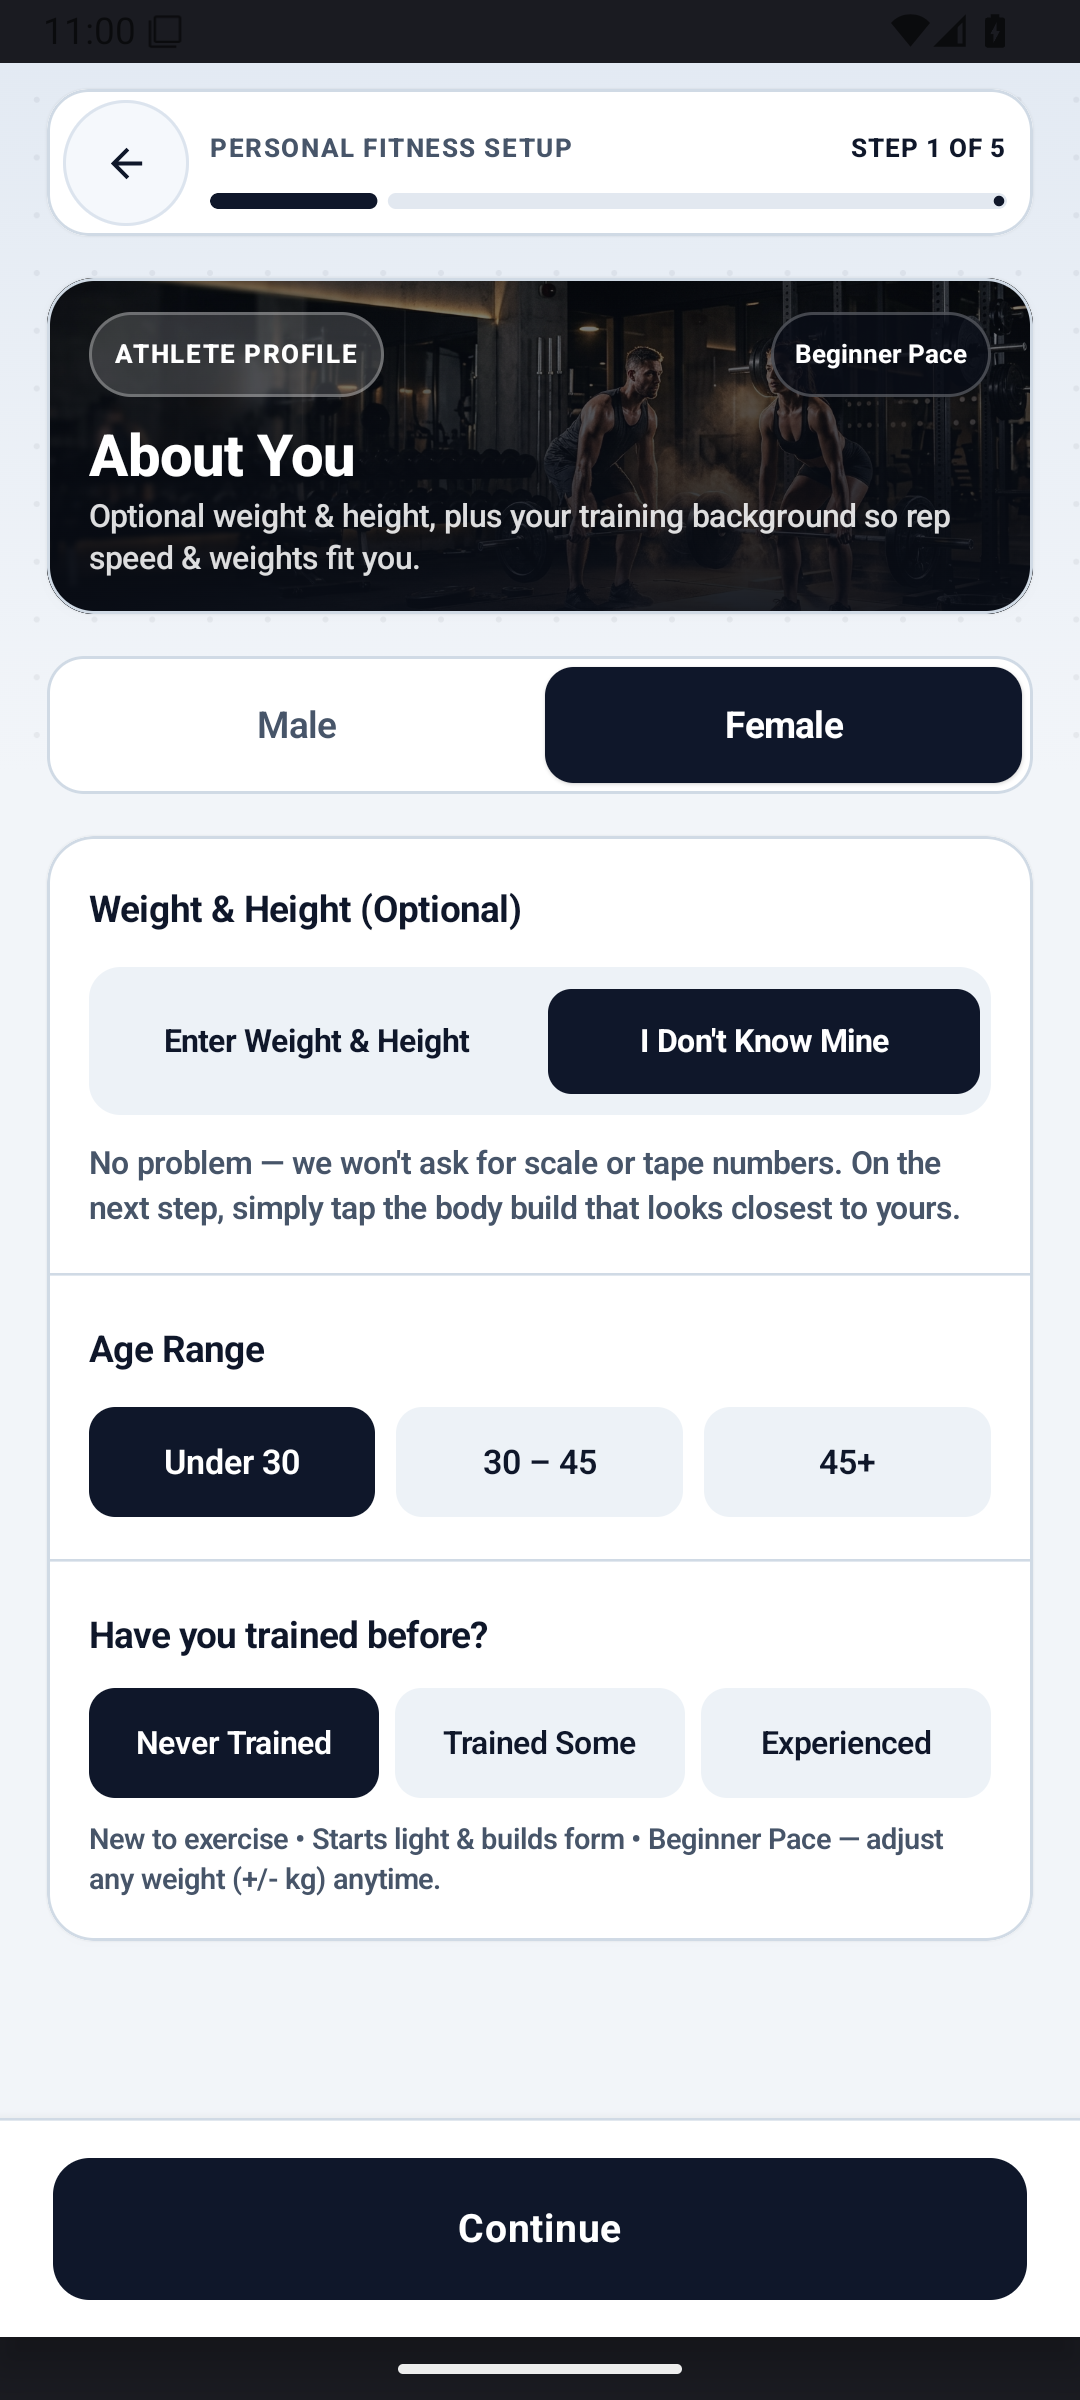 11:00
PERSONAL FITNESS SETUP
STEP 1 OF 5
ATHLETE PROFILE
Beginner Pace
About You
Optional weight & height, plus your training background so rep
speed & weights fit you.
Male
Female
Weight & Height (Optional)
Enter Weight & Height
I Don't Know Mine
No problem — we won't ask for scale or tape numbers. On the
next step, simply tap the body build that looks closest to yours.
Age Range
Under 30
30 – 45
45+
Have you trained before?
Never Trained
Trained Some
Experienced
New to exercise • Starts light & builds form • Beginner Pace — adjust
any weight (+/- kg) anytime.
Continue